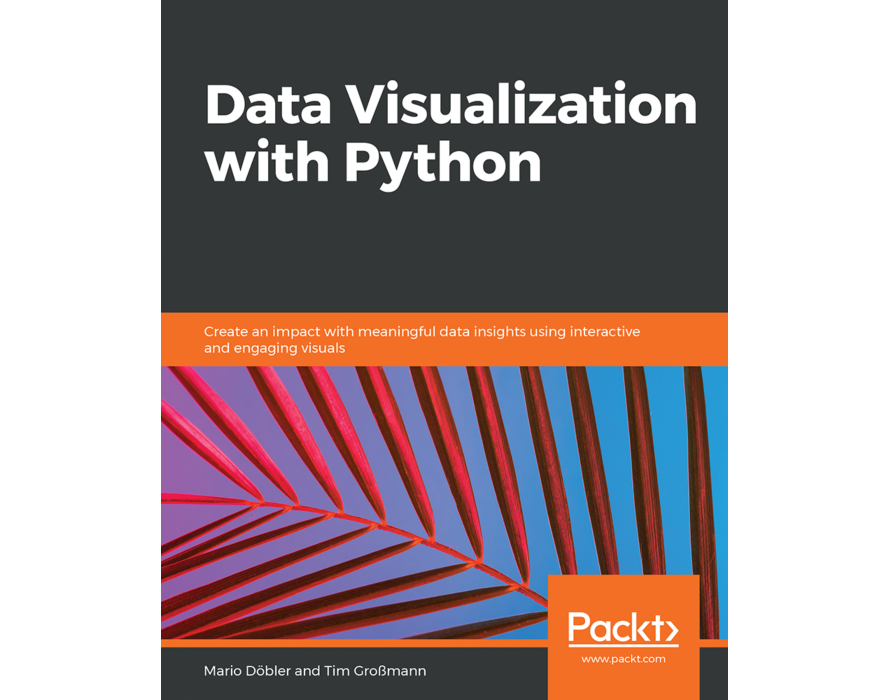 Data Visualization
with Python
Create an impact with meaningful data insights using interactive
and engaging visuals
Packt>
www.packt.com
Mario Döbler and Tim Großmann